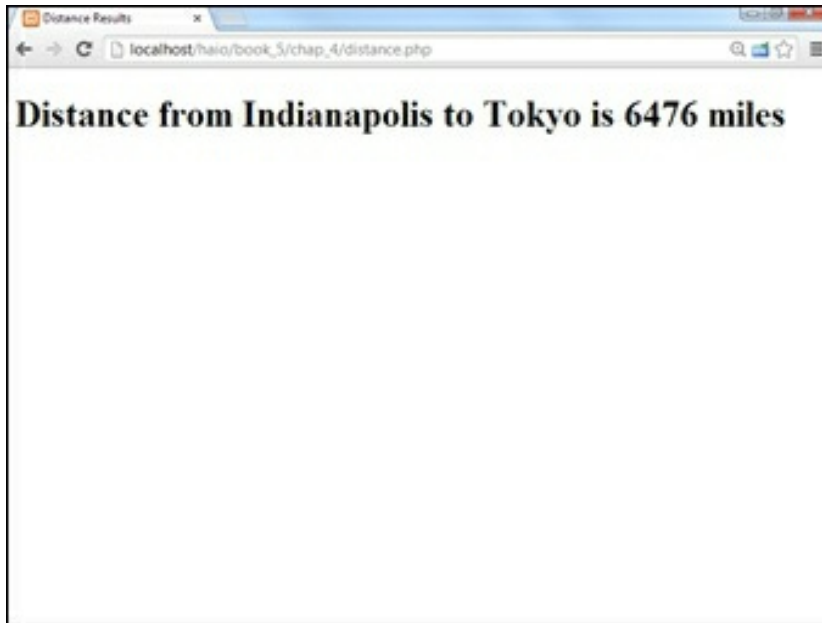 Distance Results
localhost/haio/book_5/chap_4/distance.php
Distance from Indianapolis to Tokyo is 6476 miles